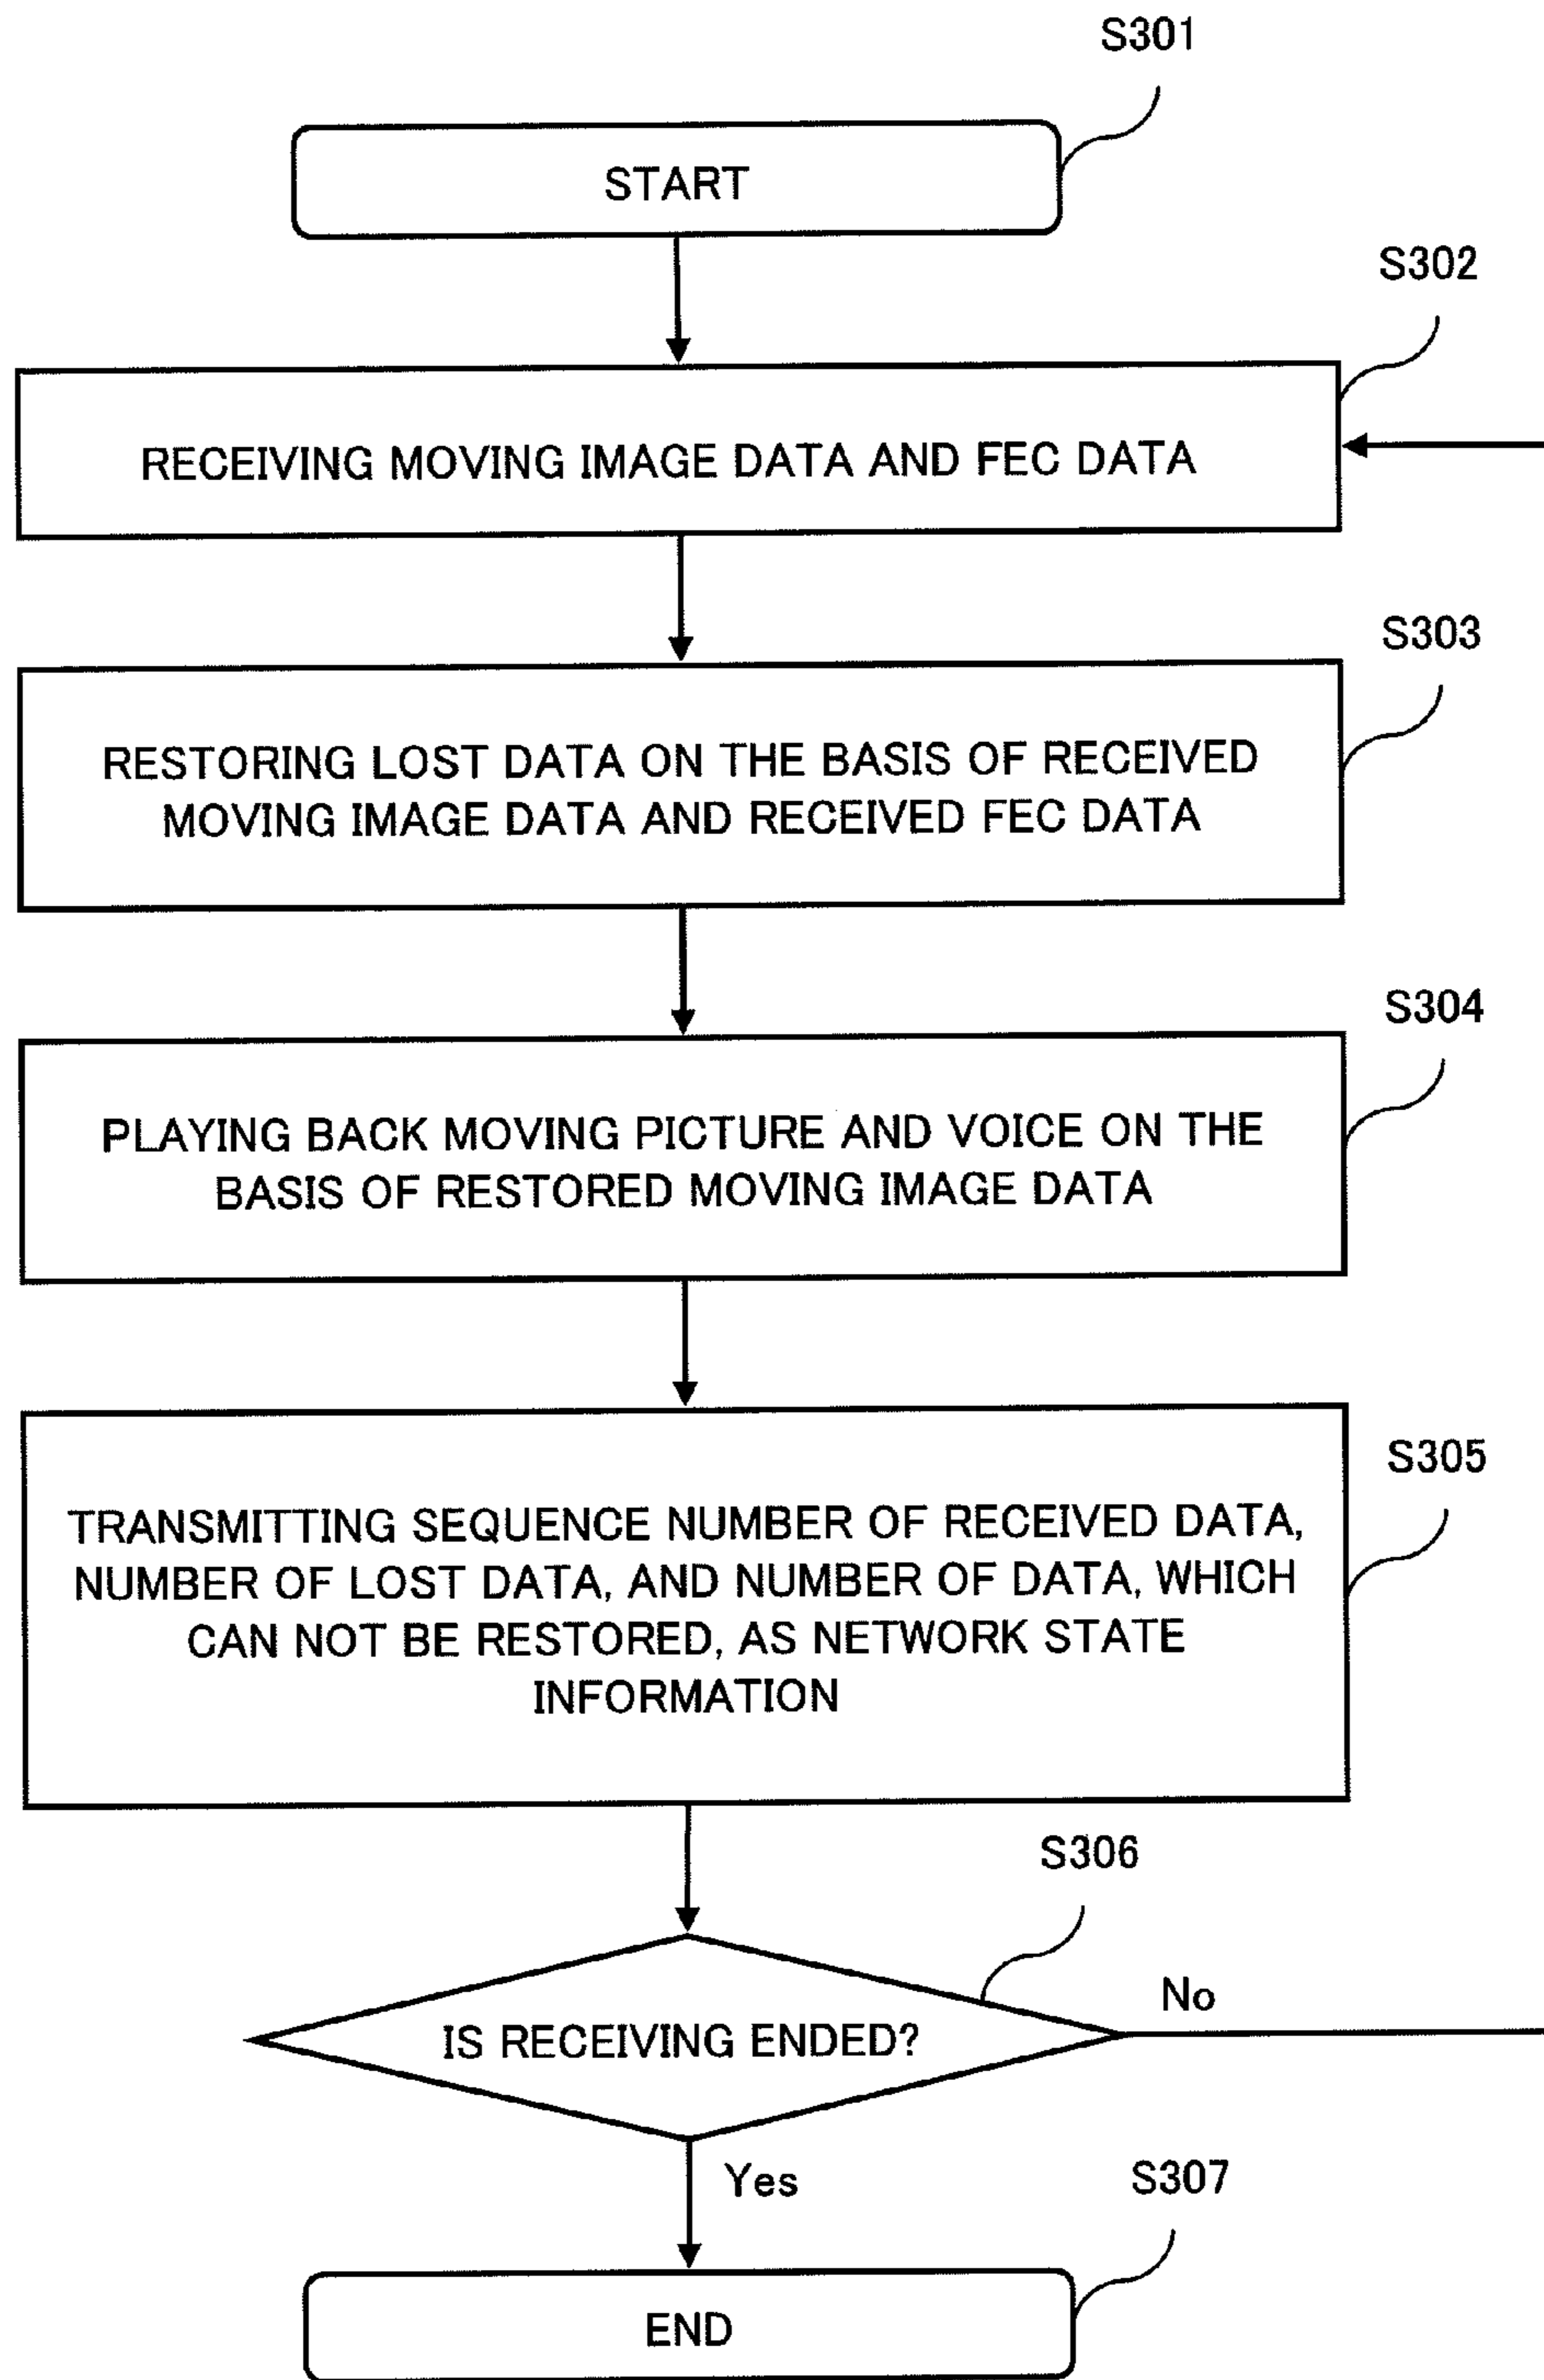 S301
START
S302
RECEIVING MOVING IMAGE DATA AND FEC DATA
S303
RESTORING LOST DATA ON THE BASIS OF RECEIVED
MOVING IMAGE DATA AND RECEIVED FEC DATA
S304
PLAYING BACK MOVING PICTURE AND VOICE ON THE
BASIS OF RESTORED MOVING IMAGE DATA
S305
TRANSMITTING SEQUENCE NUMBER OF RECEIVED DATA,
NUMBER OF LOST DATA, AND NUMBER OF DATA, WHICH
CAN NOT BE RESTORED, AS NETWORK STATE
INFORMATION
S306
No
IS RECEIVING ENDED?
Yes
S307
END